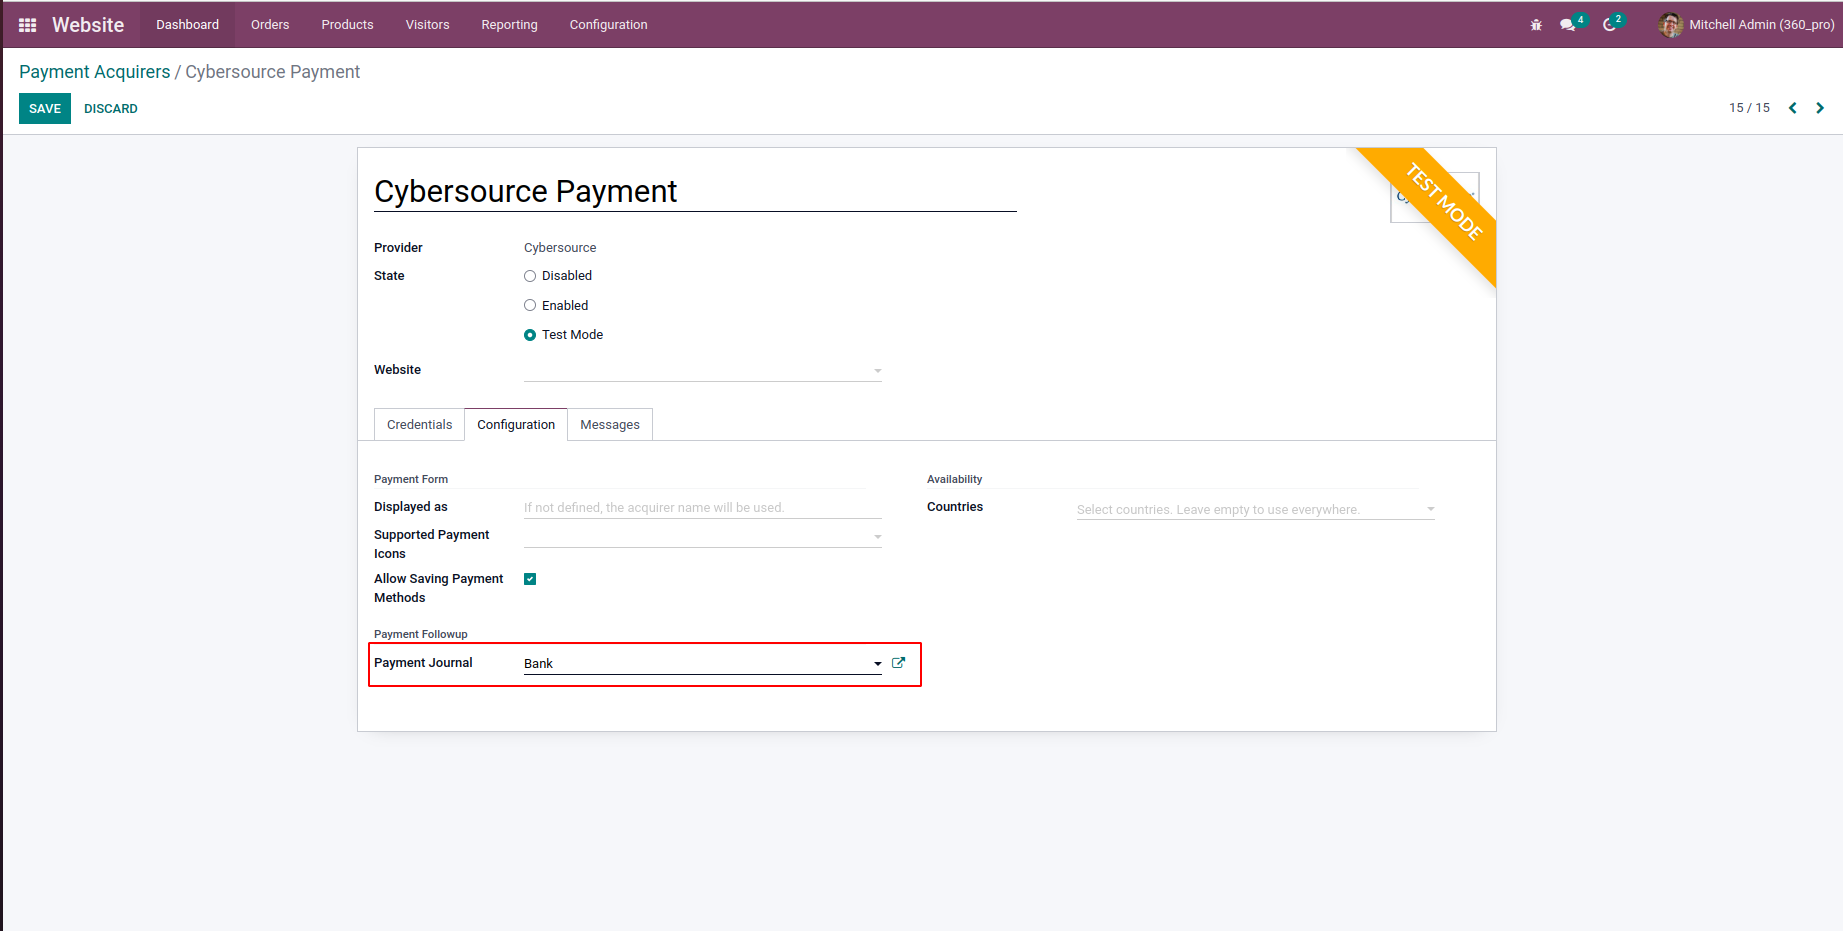 Website
Dashboard
Orders
Products
Visitors
Reporting
Configuration
4
2
Mitchell Admin (360_pro)
Payment Acquirers / Cybersource Payment
SAVE
DISCARD
15 / 15
TEST MODE
Cybersource Payment
Provider
Cybersource
State
Disabled
Enabled
Test Mode
Website
Credentials
Configuration
Messages
Payment Form
Availability
Displayed as
If not defined, the acquirer name will be used.
Countries
Select countries. Leave empty to use everywhere.
Supported Payment
Icons
Allow Saving Payment
Methods
Payment Followup
Payment Journal
Bank